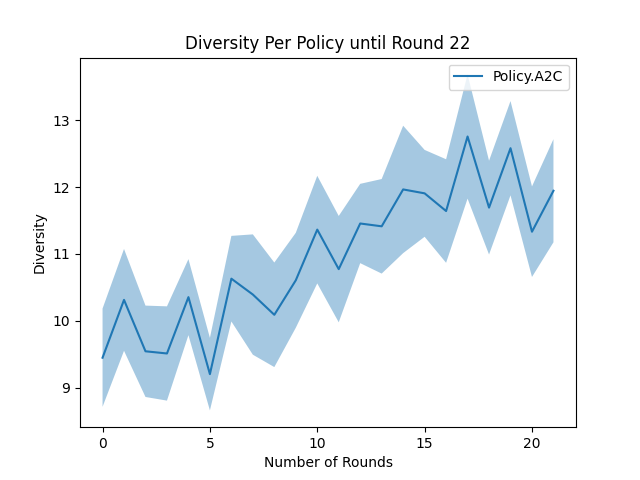 Diversity Per Policy until Round 22
Policy.A2C
13
12
11
10
9
Diversity
0 5 10 15 20
Number of Rounds